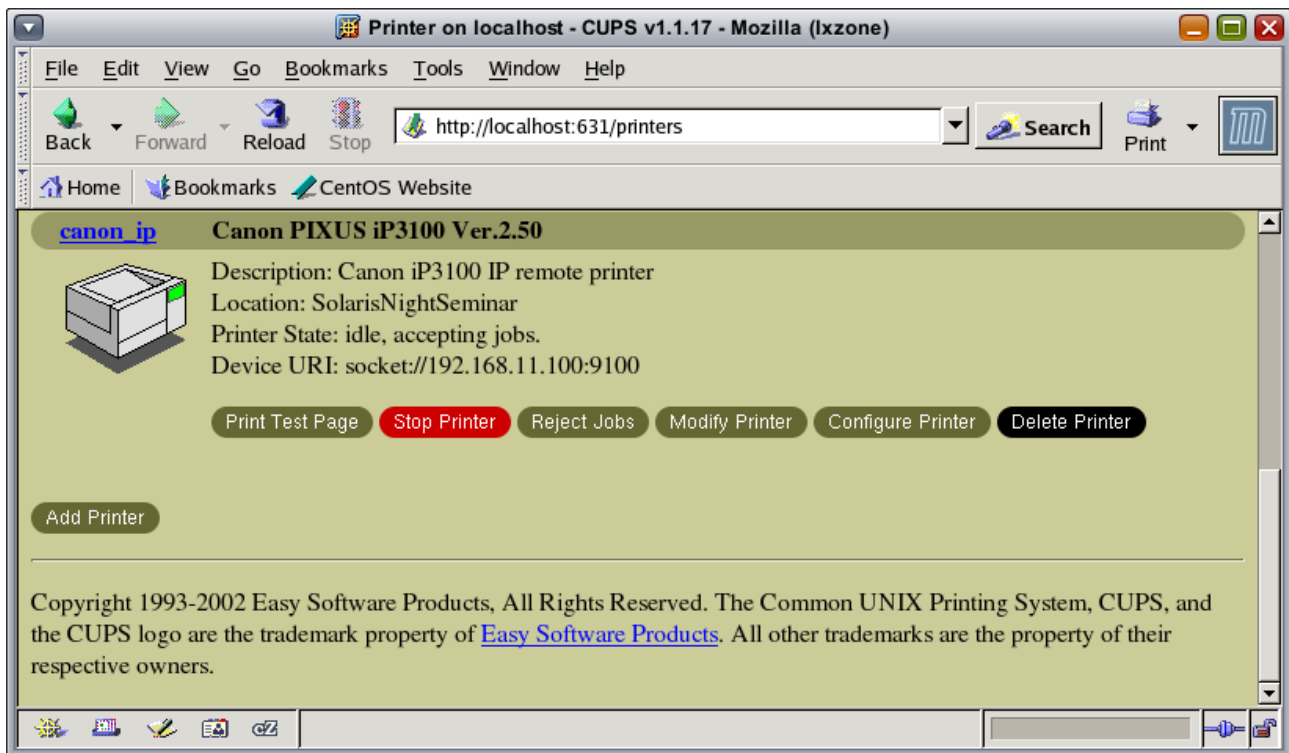 Printer on localhost - CUPS v1.1.17 - Mozilla (lxzone)
File Edit View Go Bookmarks Tools Window Help
Back Forward Reload Stop http://localhost:631/printers Search Print
Home Bookmarks CentOS Website
canon_ip Canon PIXUS iP3100 Ver.2.50
Description: Canon iP3100 IP remote printer
Location: SolarisNightSeminar
Printer State: idle, accepting jobs.
Device URI: socket://192.168.11.100:9100
Print Test Page Stop Printer Reject Jobs Modify Printer Configure Printer Delete Printer
Add Printer
Copyright 1993-2002 Easy Software Products, All Rights Reserved. The Common UNIX Printing System, CUPS, and
the CUPS logo are the trademark property of Easy Software Products. All other trademarks are the property of their
respective owners.